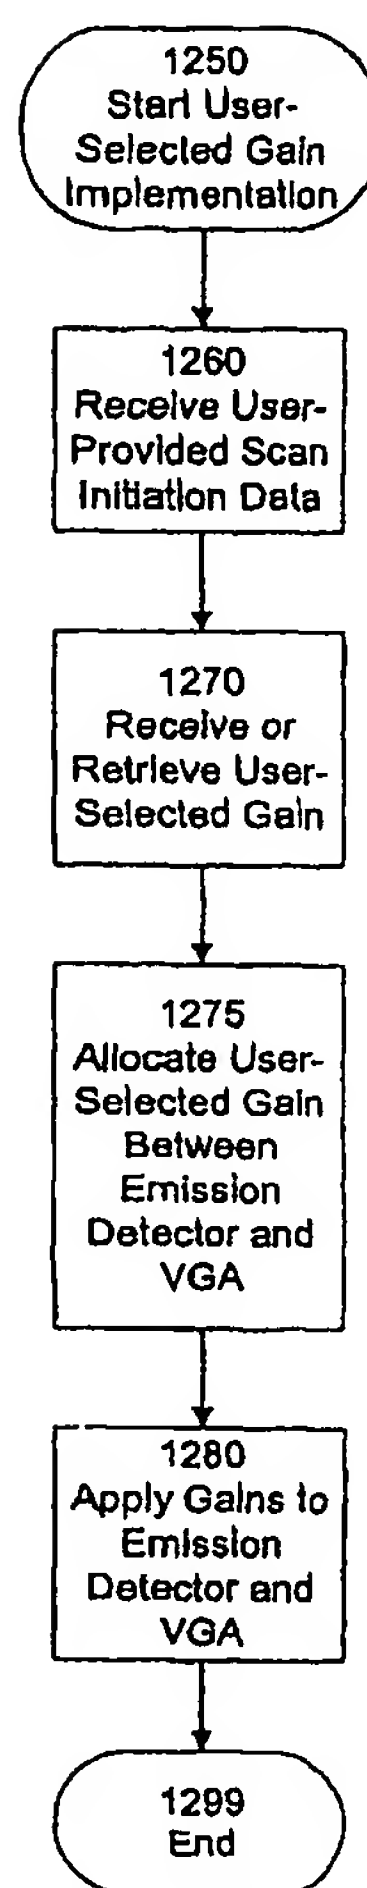 1250
Start User-
Selected Gain
Implementation
1260
Receive User-
Provided Scan
Initiation Data
1270
Receive or
Retrieve User-
Selected Gain
1275
Allocate User-
Selected Gain
Between
Emission
Detector and
VGA
1280
Apply Gains to
Emission
Detector and
VGA
1299
End